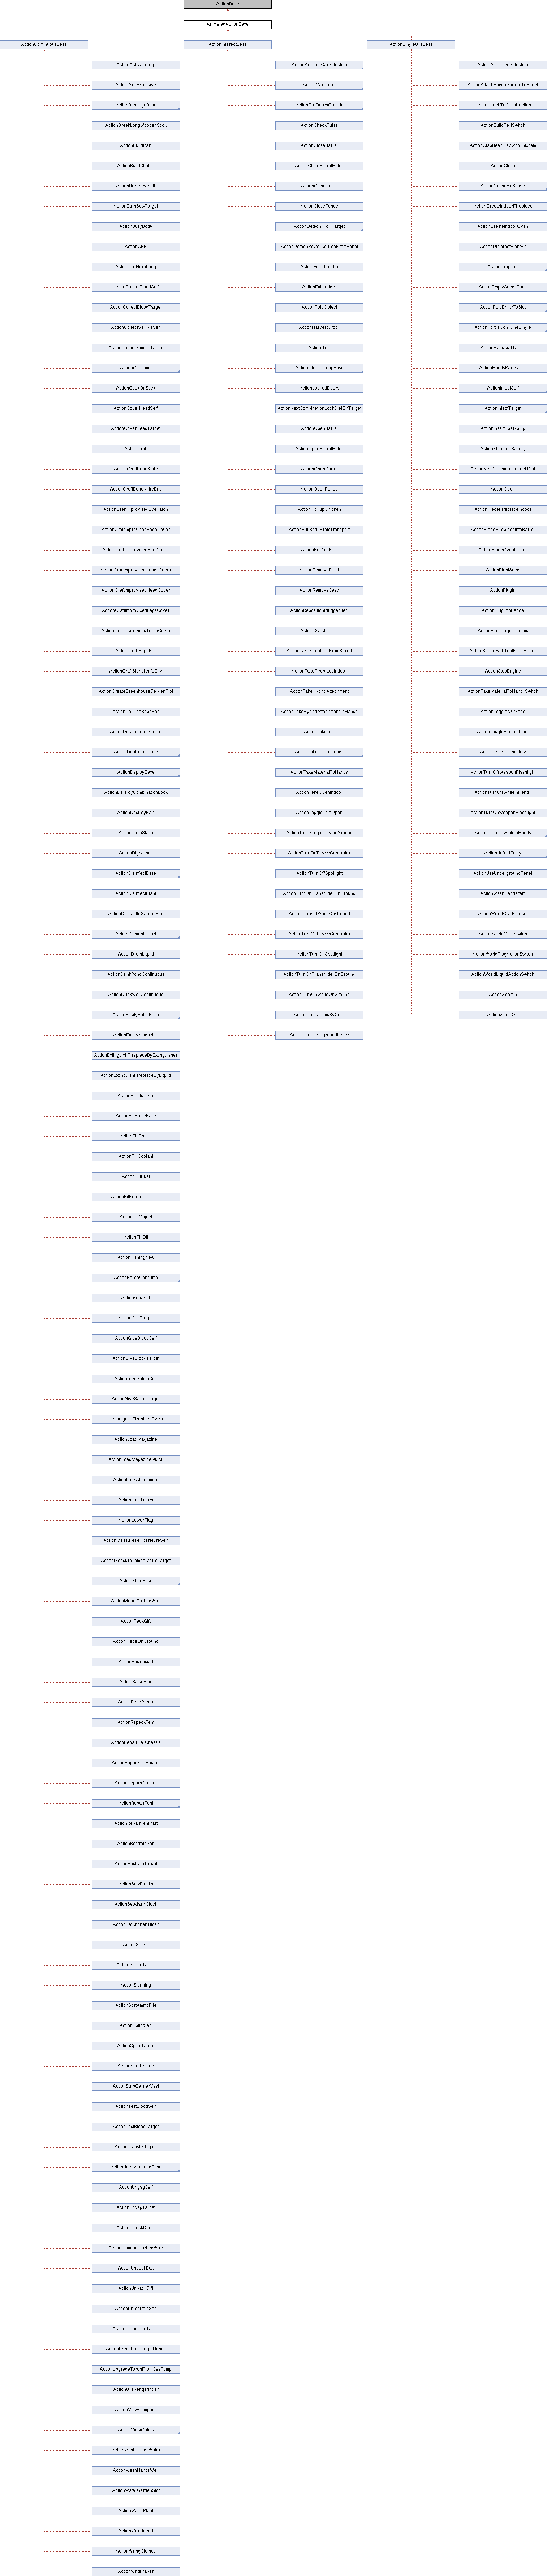 ActionBase
AnimatedActionBase
ActionContinuousBase
ActionInteractBase
ActionSingleUseBase
ActionActivateTrap
ActionArmExplosive
ActionBandageBase
ActionBreakLongWoodenStick
ActionBuildPart
ActionBuildShelter
ActionBurnSewSelf
ActionBurnSewTarget
ActionBuryBody
ActionCPR
ActionCarHornLong
ActionCollectBloodSelf
ActionCollectBloodTarget
ActionCollectSampleSelf
ActionCollectSampleTarget
ActionConsume
ActionCookOnStick
ActionCoverHeadSelf
ActionCoverHeadTarget
ActionCraft
ActionCraftBoneKnife
ActionCraftBoneKnifeEnv
ActionCraftImprovisedEyePatch
ActionCraftImprovisedFaceCover
ActionCraftImprovisedFeetCover
ActionCraftImprovisedHandsCover
ActionCraftImprovisedHeadCover
ActionCraftImprovisedLegsCover
ActionCraftImprovisedTorsoCover
ActionCraftRopeBelt
ActionCraftStoneKnifeEnv
ActionCreateGreenhouseGardenPlot
ActionDeCraftRopeBelt
ActionDeconstructShelter
ActionDefibrilateBase
ActionDeployBase
ActionDestroyCombinationLock
ActionDestroyPart
ActionDigInStash
ActionDigWorms
ActionDisinfectBase
ActionDisinfectPlant
ActionDismantleGardenPlot
ActionDismantlePart
ActionDrainLiquid
ActionDrinkPondContinuous
ActionDrinkWellContinuous
ActionEmptyBottleBase
ActionEmptyMagazine
ActionExtinguishFireplaceByExtinguisher
ActionExtinguishFireplaceByLiquid
ActionFertilizeSlot
ActionFillBottleBase
ActionFillBrakes
ActionFillCoolant
ActionFillFuel
ActionFillGeneratorTank
ActionFillObject
ActionFillOil
ActionFishingNew
ActionForceConsume
ActionGagSelf
ActionGagTarget
ActionGiveBloodSelf
ActionGiveBloodTarget
ActionGiveSalineSelf
ActionGiveSalineTarget
ActionIgniteFireplaceByAir
ActionLoadMagazine
ActionLoadMagazineQuick
ActionLockAttachment
ActionLockDoors
ActionLowerFlag
ActionMeasureTemperatureSelf
ActionMeasureTemperatureTarget
ActionMineBase
ActionMountBarbedWire
ActionPackGift
ActionPlaceOnGround
ActionPourLiquid
ActionRaiseFlag
ActionReadPaper
ActionRepackTent
ActionRepairCarChassis
ActionRepairCarEngine
ActionRepairCarPart
ActionRepairTent
ActionRepairTentPart
ActionRestrainSelf
ActionRestrainTarget
ActionSawPlanks
ActionSetAlarmClock
ActionSetKitchenTimer
ActionShave
ActionShaveTarget
ActionSkinning
ActionSortAmmoPile
ActionSplintSelf
ActionSplintTarget
ActionStartEngine
ActionStripCarrierVest
ActionTestBloodSelf
ActionTestBloodTarget
ActionTransferLiquid
ActionUncoverHeadBase
ActionUngagSelf
ActionUngagTarget
ActionUnlockDoors
ActionUnmountBarbedWire
ActionUnpackBox
ActionUnpackGift
ActionUnrestrainSelf
ActionUnrestrainTarget
ActionUnrestrainTargetHands
ActionUpgradeTorchFromGasPump
ActionUseRangefinder
ActionViewCompass
ActionViewOptics
ActionWashHandsWater
ActionWashHandsWell
ActionWaterGardenSlot
ActionWaterPlant
ActionWorldCraft
ActionWringClothes
ActionWritePaper
ActionAnimateCarSelection
ActionCarDoors
ActionCarDoorsOutside
ActionCheckPulse
ActionCloseBarrel
ActionCloseBarrelHoles
ActionCloseDoors
ActionCloseFence
ActionDetachFromTarget
ActionDetachPowerSourceFromPanel
ActionEnterLadder
ActionExitLadder
ActionFoldObject
ActionHarvestCrops
ActionITest
ActionInteractLoopBase
ActionLockedDoors
ActionNextCombinationLockDialOnTarget
ActionOpenBarrel
ActionOpenBarrelHoles
ActionOpenDoors
ActionOpenFence
ActionPickupChicken
ActionPullBodyFromTransport
ActionPullOutPlug
ActionRemovePlant
ActionRemoveSeed
ActionRepositionPluggedItem
ActionSwitchLights
ActionTakeFireplaceFromBarrel
ActionTakeFireplaceIndoor
ActionTakeHybridAttachment
ActionTakeHybridAttachmentToHands
ActionTakeItem
ActionTakeItemToHands
ActionTakeMaterialToHands
ActionTakeOvenIndoor
ActionToggleTentOpen
ActionTuneFrequencyOnGround
ActionTurnOffPowerGenerator
ActionTurnOffSpotlight
ActionTurnOffTransmitterOnGround
ActionTurnOffWhileOnGround
ActionTurnOnPowerGenerator
ActionTurnOnSpotlight
ActionTurnOnTransmitterOnGround
ActionTurnOnWhileOnGround
ActionUnplugThisByCord
ActionUseUndergroundLever
ActionAttachOnSelection
ActionAttachPowerSourceToPanel
ActionAttachToConstruction
ActionBuildPartSwitch
ActionClapBearTrapWithThisItem
ActionClose
ActionConsumeSingle
ActionCreateIndoorFireplace
ActionCreateIndoorOven
ActionDisinfectPlantBit
ActionDropItem
ActionEmptySeedsPack
ActionFoldEntityToSlot
ActionForceConsumeSingle
ActionHandcuffTarget
ActionHandsPartSwitch
ActionInjectSelf
ActionInjectTarget
ActionInsertSparkplug
ActionMeasureBattery
ActionNextCombinationLockDial
ActionOpen
ActionPlaceFireplaceIndoor
ActionPlaceFireplaceIntoBarrel
ActionPlaceOvenIndoor
ActionPlantSeed
ActionPlugIn
ActionPlugIntoFence
ActionPlugTargetIntoThis
ActionRepairWithToolFromHands
ActionStopEngine
ActionTakeMaterialToHandsSwitch
ActionToggleNVMode
ActionTogglePlaceObject
ActionTriggerRemotely
ActionTurnOffWeaponFlashlight
ActionTurnOffWhileInHands
ActionTurnOnWeaponFlashlight
ActionTurnOnWhileInHands
ActionUnfoldEntity
ActionUseUndergroundPanel
ActionWashHandsItem
ActionWorldCraftCancel
ActionWorldCraftSwitch
ActionWorldFlagActionSwitch
ActionWorldLiquidActionSwitch
ActionZoomIn
ActionZoomOut